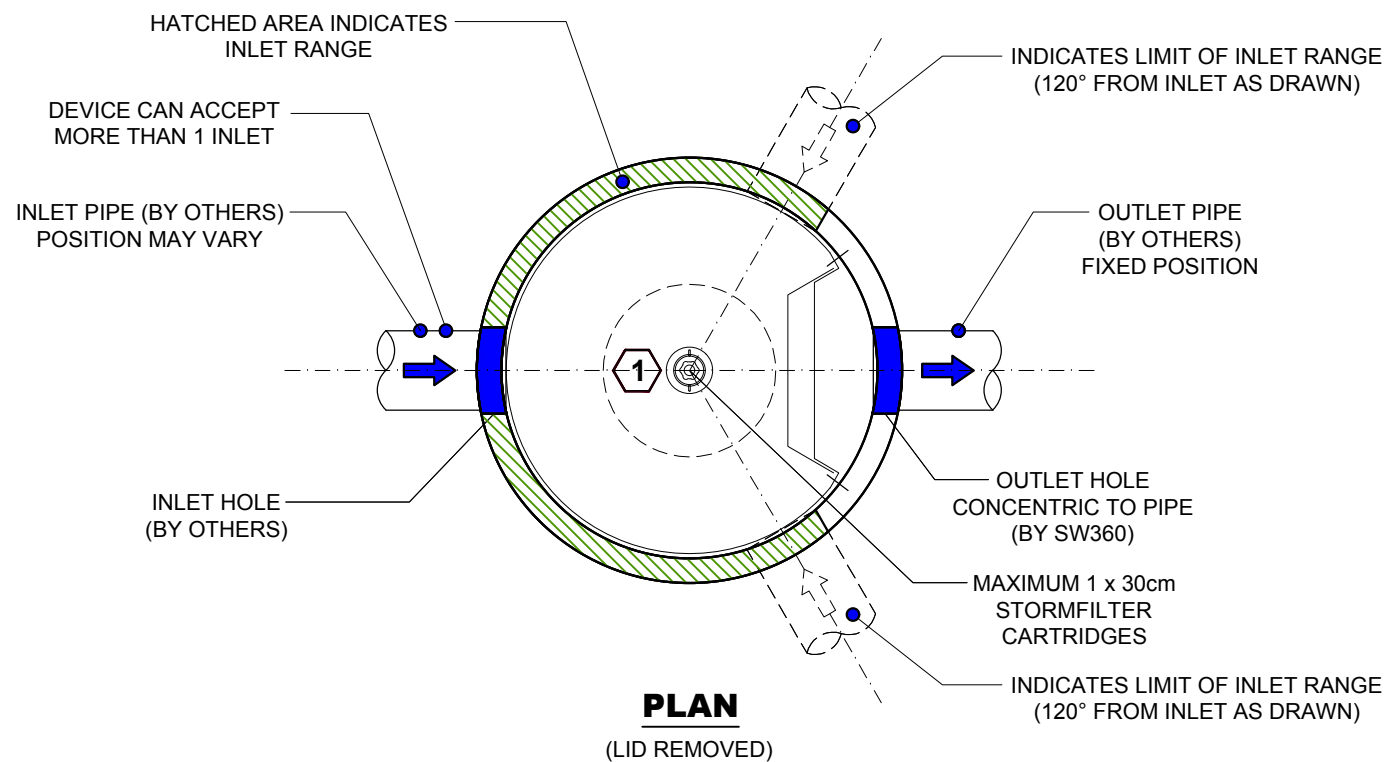 HATCHED AREA INDICATES
INLET RANGE
DEVICE CAN ACCEPT
MORE THAN 1 INLET
INLET PIPE (BY OTHERS)
POSITION MAY VARY
INLET HOLE
(BY OTHERS)
1
INDICATES LIMIT OF INLET RANGE
(120° FROM INLET AS DRAWN)
OUTLET PIPE
(BY OTHERS)
FIXED POSITION
OUTLET HOLE
CONCENTRIC TO PIPE
(BY SW360)
MAXIMUM 1 x 30cm
STORMFILTER
CARTRIDGES
INDICATES LIMIT OF INLET RANGE
(120° FROM INLET AS DRAWN)
PLAN
(LID REMOVED)